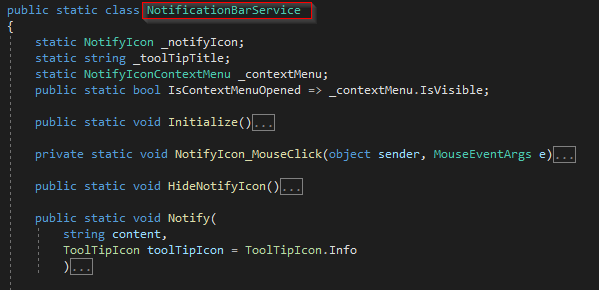 public static class NotificationBarService
{
static NotifyIcon _notifyIcon;
static string _toolTipTitle;
static NotifyIconContextMenu _contextMenu;
public static bool IsContextMenuOpened => _contextMenu.IsVisible;
public static void Initialize()...
private static void NotifyIcon_MouseClick(object sender, MouseEventArgs e)...
public static void HideNotifyIcon()...
public static void Notify(
string content,
ToolTipIcon toolTipIcon = ToolTipIcon.Info
)...